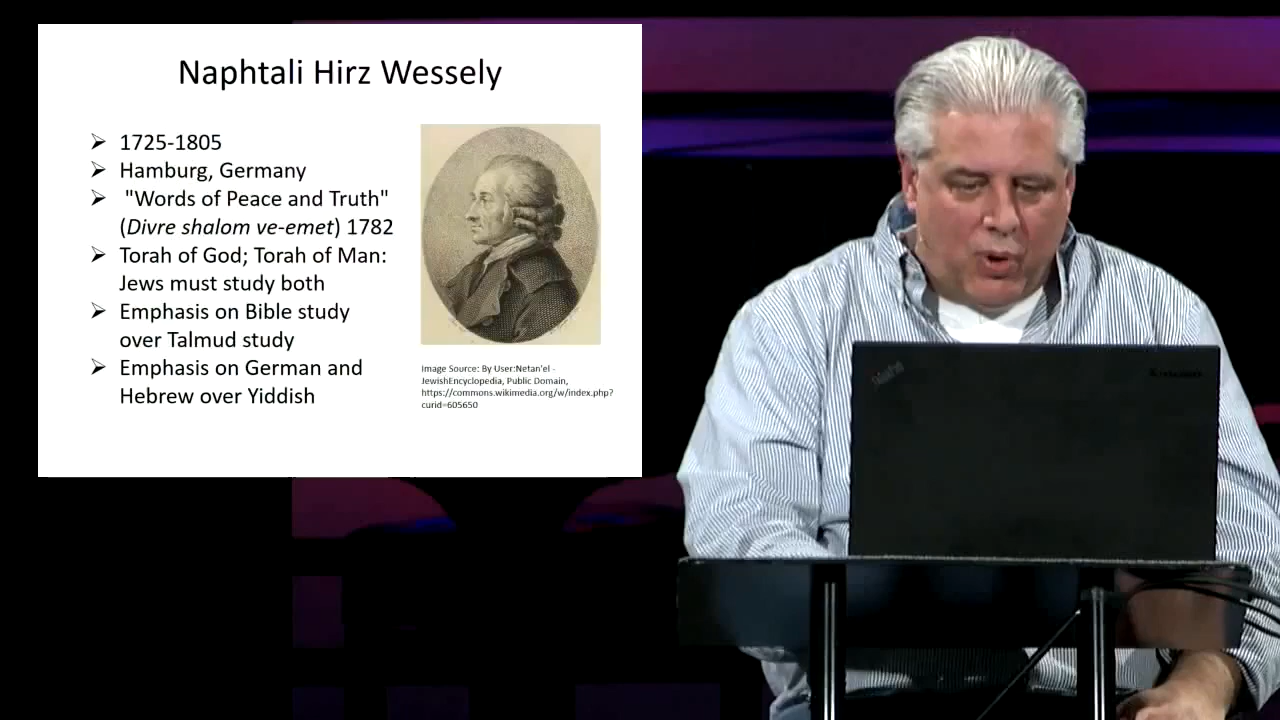 Naphtali Hirz Wessely
➢ 1725-1805
➢ Hamburg, Germany
➢ "Words of Peace and Truth"
(Divre shalom ve-emet) 1782
➢ Torah of God; Torah of Man:
Jews must study both
➢ Emphasis on Bible study
over Talmud study
➢ Emphasis on German and
Hebrew over Yiddish
Image Source: By User:Netan'el -
JewishEncyclopedia, Public Domain,
https://commons.wikimedia.org/w/index.php?
curid=605650
ThinkPad
Lenovo